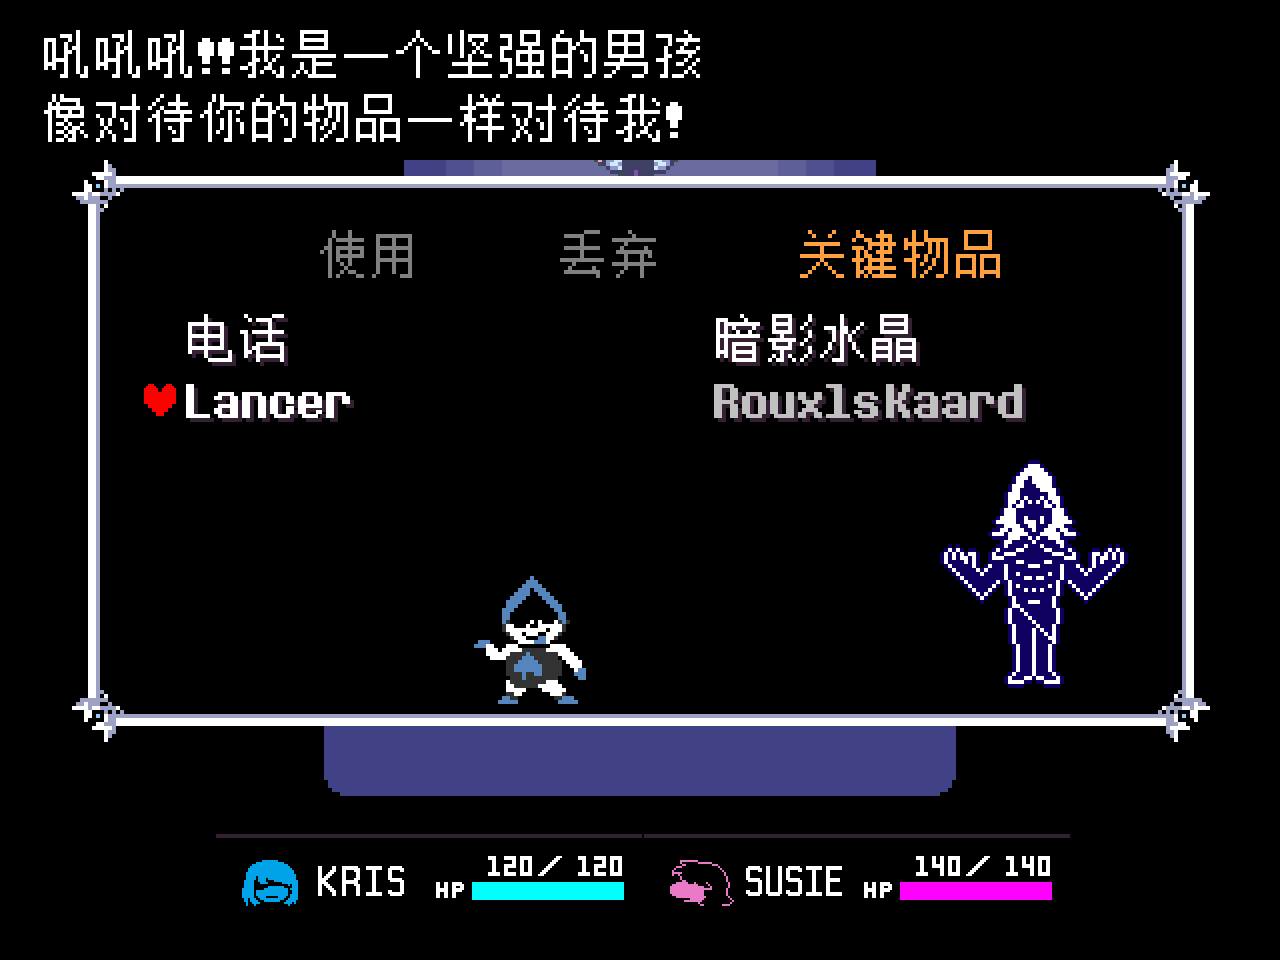 吼吼吼!!我是一个坚强的男孩
像对待你的物品一样对待我!
使用 丢弃 关键物品
电话 暗影水晶
Lancer RouxlsKaard
KRIS HP 120/ 120 SUSIE HP 140/ 140